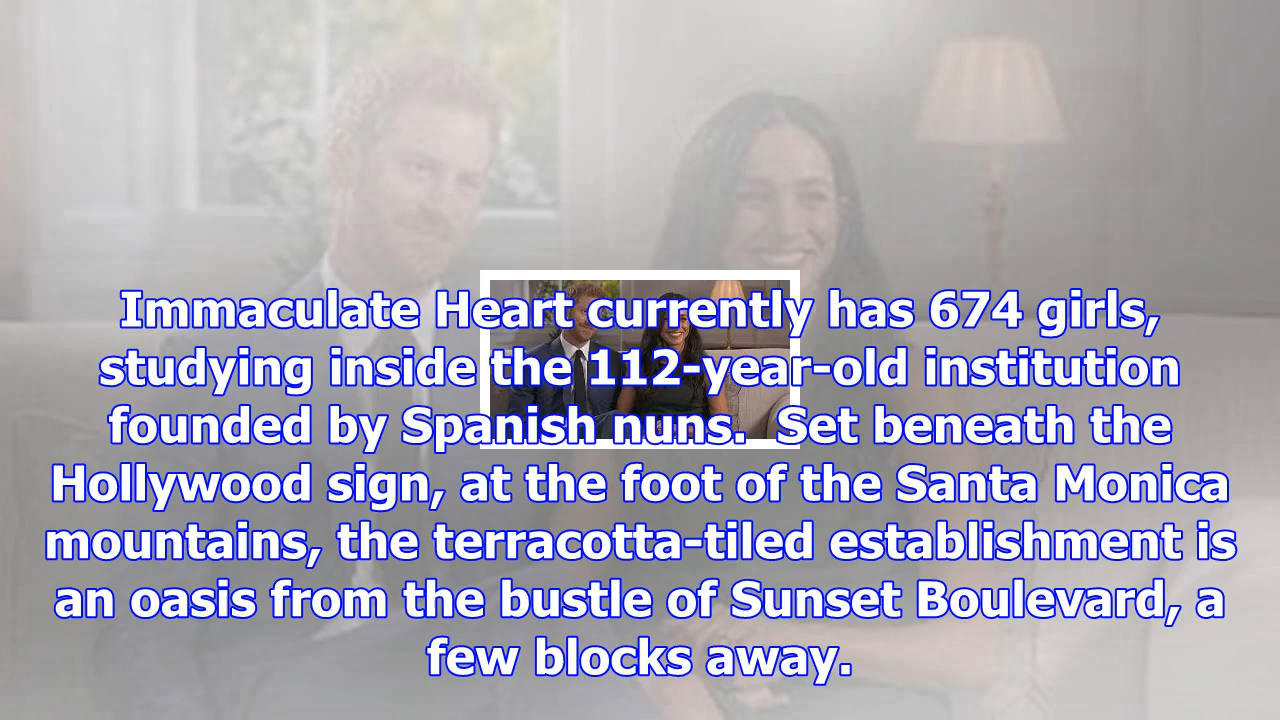 Immaculate Heart currently has 674 girls,
studying inside the 112-year-old institution
founded by Spanish nuns.  Set beneath the
Hollywood sign, at the foot of the Santa Monica
mountains, the terracotta-tiled establishment is
an oasis from the bustle of Sunset Boulevard, a
few blocks away.